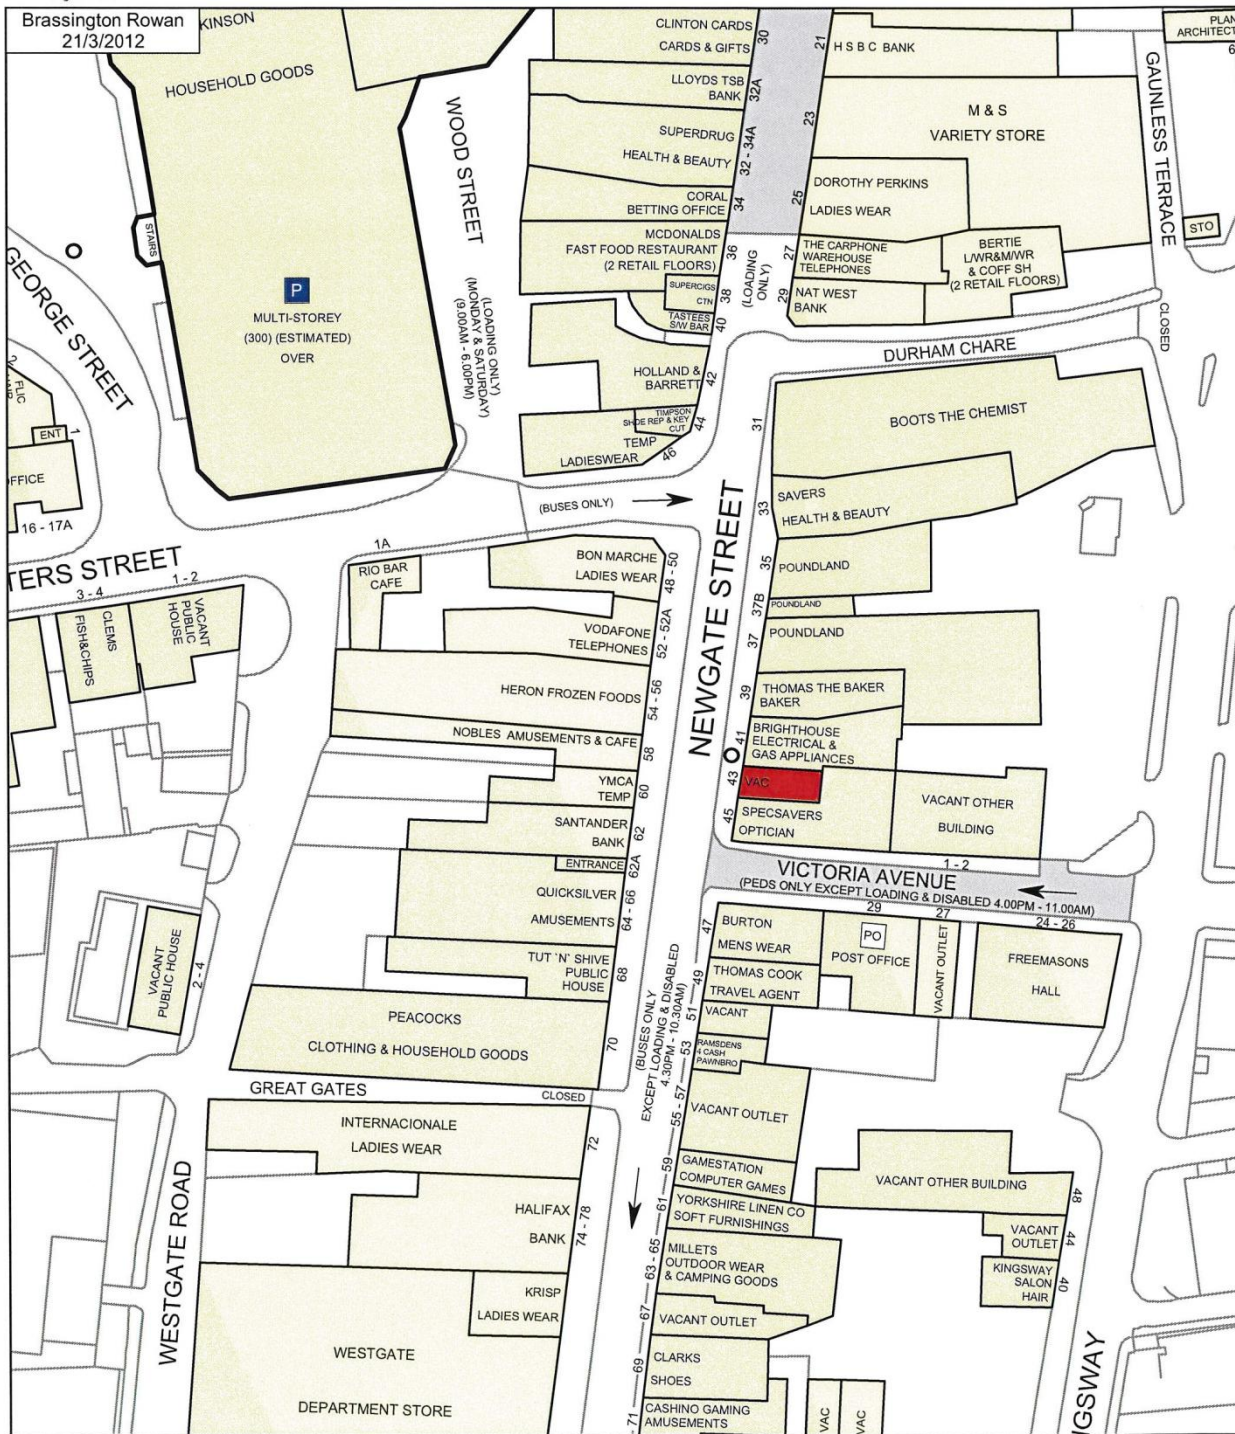 Brassington Rowan
21/3/2012
KINSON
HOUSEHOLD GOODS
STAIRS
P
MULTI-STOREY
(300) (ESTIMATED)
OVER
WOOD STREET
(LOADING ONLY)
(MONDAY & SATURDAY)
(9.00AM - 6.00PM)
GEORGE STREET
2
FLIC
ENT
1
FFICE
16 - 17A
TERS STREET
3 - 4
1 - 2
CLEMS
FISH&CHIPS
VACANT
PUBLIC
HOUSE
VACANT
PUBLIC HOUSE
2 - 4
CLINTON CARDS
CARDS & GIFTS
30
LLOYDS TSB
BANK
32A
SUPERDRUG
HEALTH & BEAUTY
32 - 34A
CORAL
BETTING OFFICE
34
MCDONALDS
FAST FOOD RESTAURANT
(2 RETAIL FLOORS)
36
SUPERCIGS
CTN
38
TASTEES
S/W BAR
40
HOLLAND &
BARRETT
42
TIMPSON
SHOE REP & KEY
CUT
44
TEMP
LADIESWEAR
46
(LOADING
ONLY)
21
H S B C BANK
23
M & S
VARIETY STORE
25
DOROTHY PERKINS
LADIES WEAR
27
THE CARPHONE
WAREHOUSE
TELEPHONES
BERTIE
L/WR&M/WR
& COFF SH
(2 RETAIL FLOORS)
29
NAT WEST
BANK
GAUNLESS TERRACE
PLAN
ARCHITECT
6
STO
CLOSED
DURHAM CHARE
31
BOOTS THE CHEMIST
33
SAVERS
HEALTH & BEAUTY
35
POUNDLAND
37B
POUNDLAND
37
POUNDLAND
39
THOMAS THE BAKER
BAKER
41
BRIGHTHOUSE
ELECTRICAL &
GAS APPLIANCES
43
VAC
45
SPECSAVERS
OPTICIAN
VACANT OTHER
BUILDING
1 - 2
(BUSES ONLY)
NEWGATE STREET
1A
RIO BAR
CAFE
BON MARCHE
LADIES WEAR
48 - 50
VODAFONE
TELEPHONES
52 - 52A
HERON FROZEN FOODS
54 - 56
NOBLES AMUSEMENTS & CAFE
58
YMCA
TEMP
60
SANTANDER
BANK
62
ENTRANCE
62A
QUICKSILVER
AMUSEMENTS
64 - 66
TUT `N` SHIVE
PUBLIC
HOUSE
68
PEACOCKS
CLOTHING & HOUSEHOLD GOODS
70
GREAT GATES
CLOSED
INTERNACIONALE
LADIES WEAR
72
HALIFAX
BANK
74 - 78
KRISP
LADIES WEAR
WESTGATE
DEPARTMENT STORE
WESTGATE ROAD
(BUSES ONLY
EXCEPT LOADING & DISABLED
4.30PM - 10.30AM)
VICTORIA AVENUE
(PEDS ONLY EXCEPT LOADING & DISABLED 4.00PM - 11.00AM)
29
27
24 - 26
47
BURTON
MENS WEAR
PO
POST OFFICE
VACANT OUTLET
FREEMASONS
HALL
49
THOMAS COOK
TRAVEL AGENT
51
VACANT
53
RAMSDENS
4 CASH
PAWNBRO
55 - 57
VACANT OUTLET
59
GAMESTATION
COMPUTER GAMES
61
YORKSHIRE LINEN CO
SOFT FURNISHINGS
63 - 65
MILLETS
OUTDOOR WEAR
& CAMPING GOODS
67
VACANT OUTLET
69
CLARKS
SHOES
71
CASHINO GAMING
AMUSEMENTS
VAC
VAC
VACANT OTHER BUILDING
48
VACANT
OUTLET
44
KINGSWAY
SALON
HAIR
40
NGSWAY